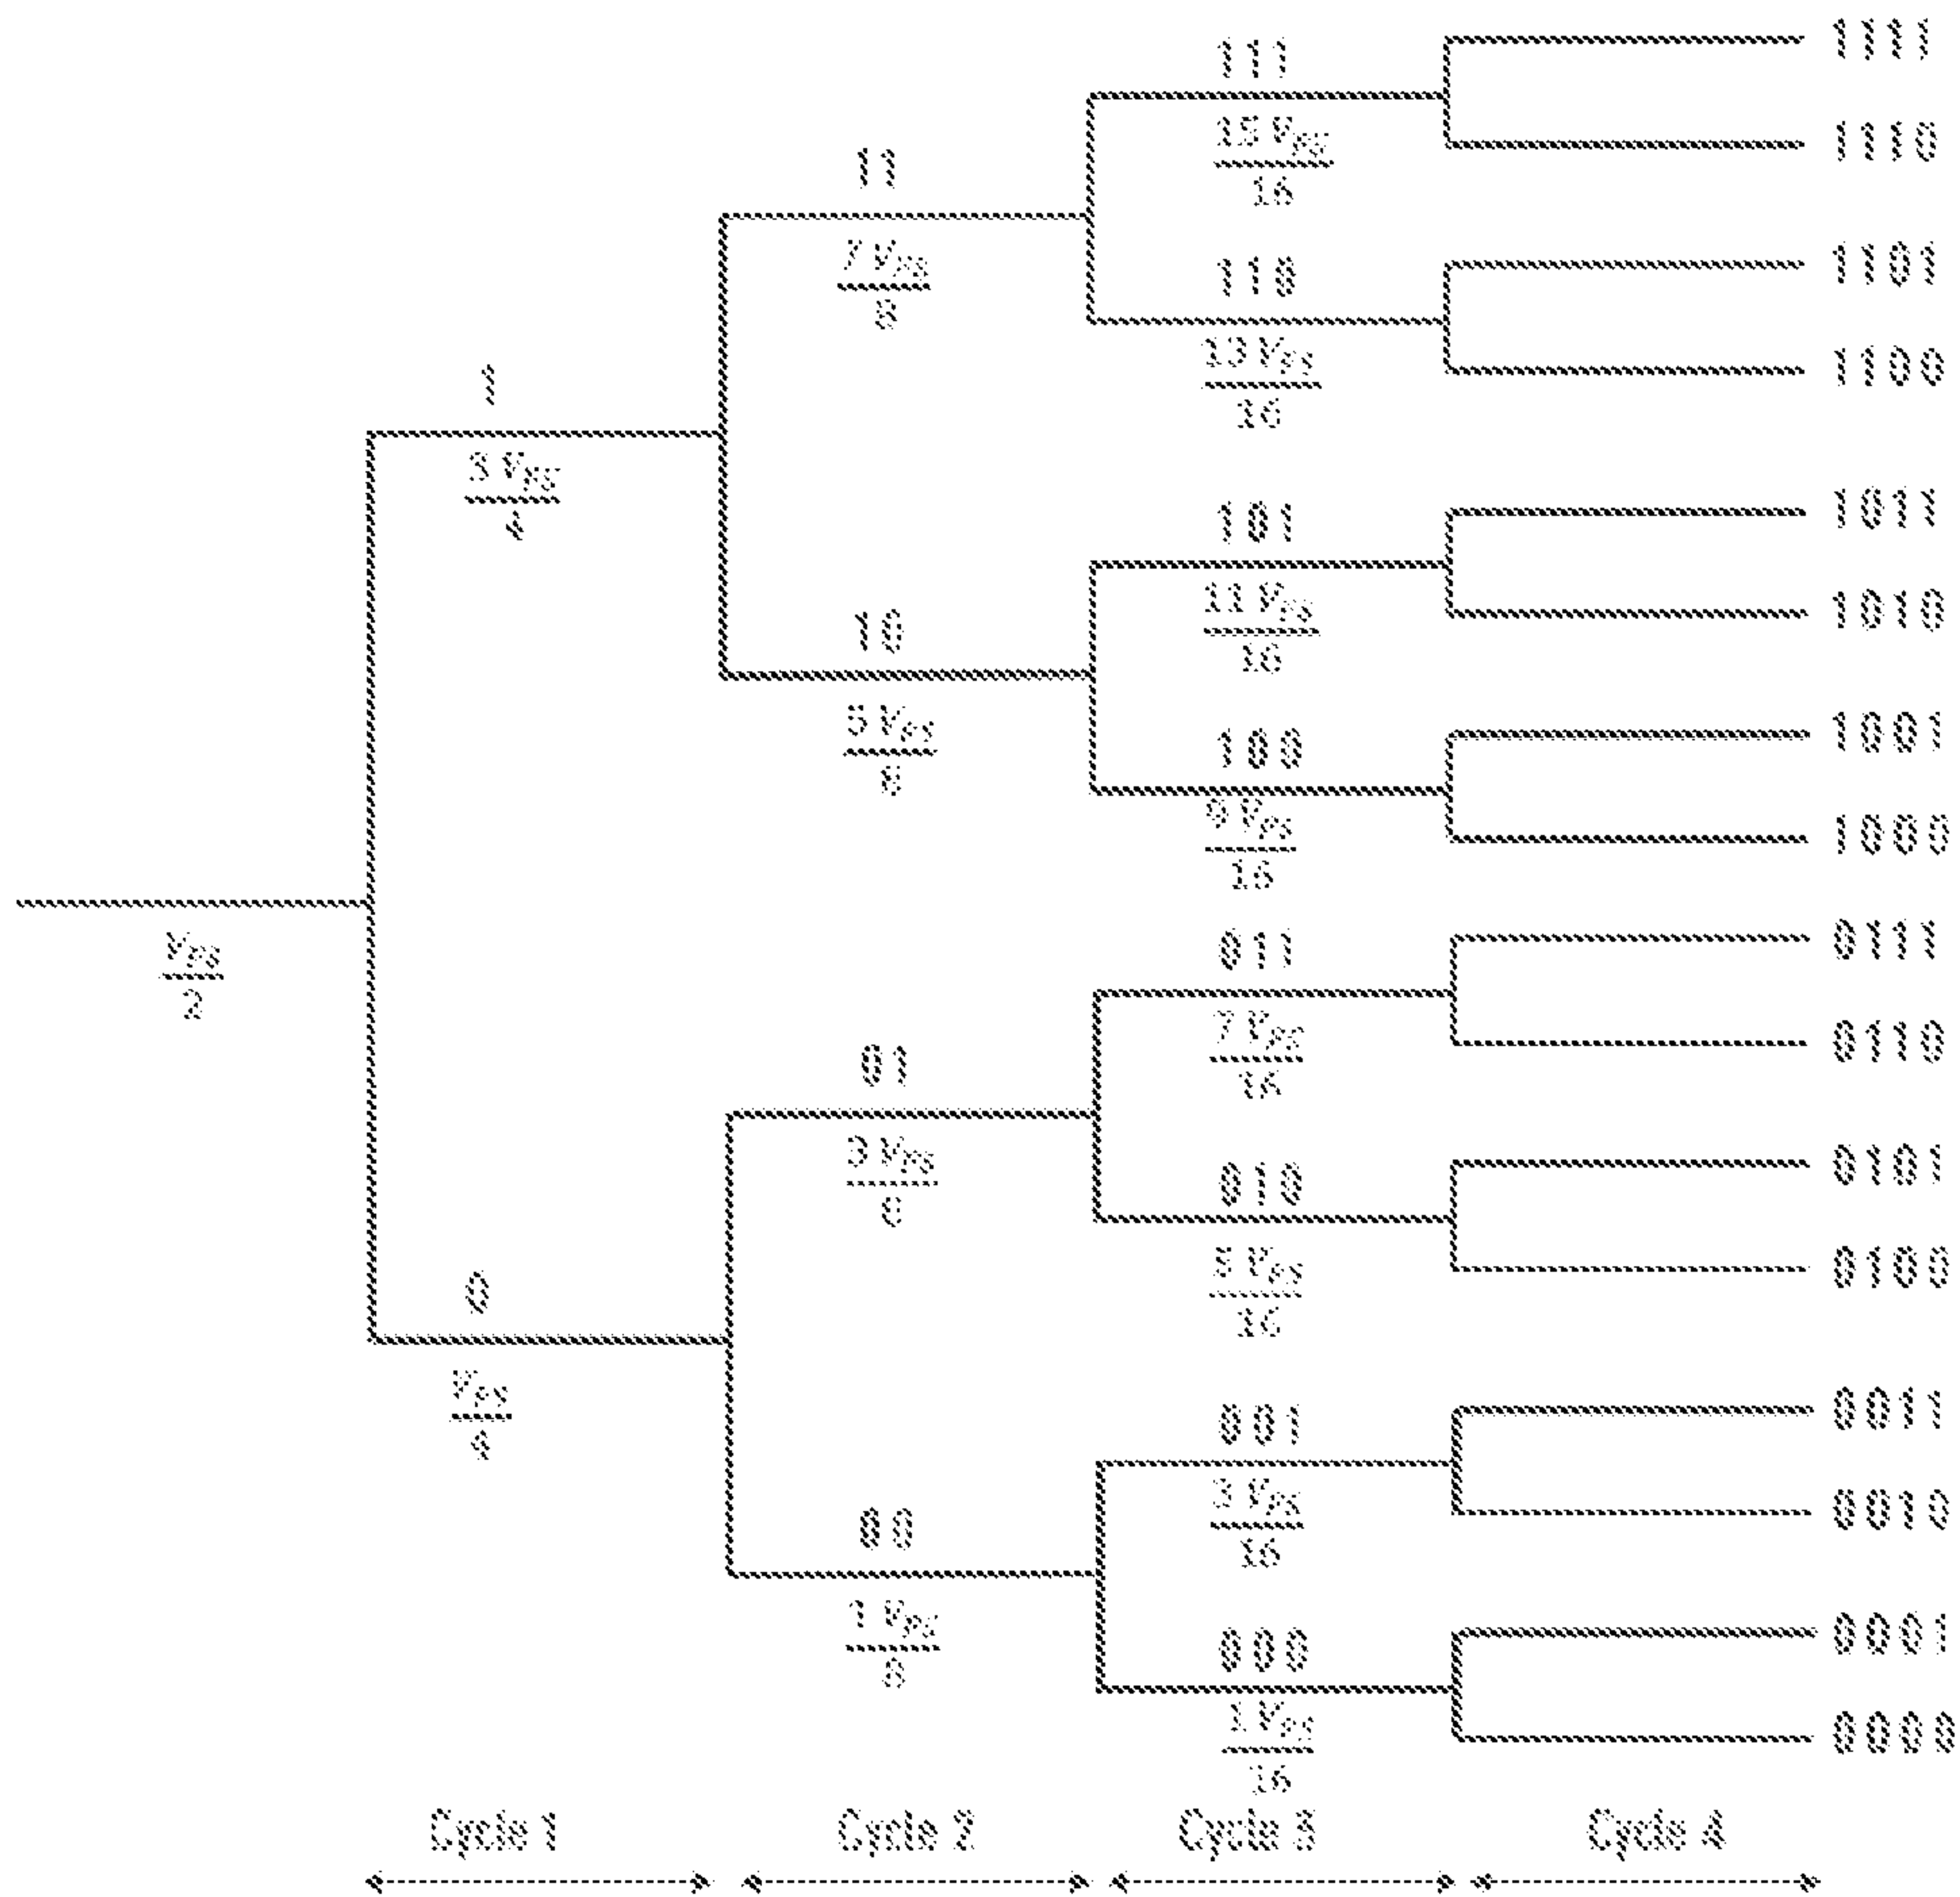 1111
111
15 V_FS
16
1110
11
7 V_FS
8
110
1101
13 V_FS
16
1100
1
3 V_FS
4
101
1011
11 V_FS
16
1010
10
5 V_FS
8
100
1001
9 V_FS
16
1000
V_FS
2
011
0111
7 V_FS
16
0110
01
3 V_FS
8
010
0101
5 V_FS
16
0100
0
V_FS
4
001
0011
3 V_FS
16
0010
00
1 V_FS
8
000
0001
1 V_FS
16
0000
Cycle 1 Cycle 2 Cycle 3 Cycle 4